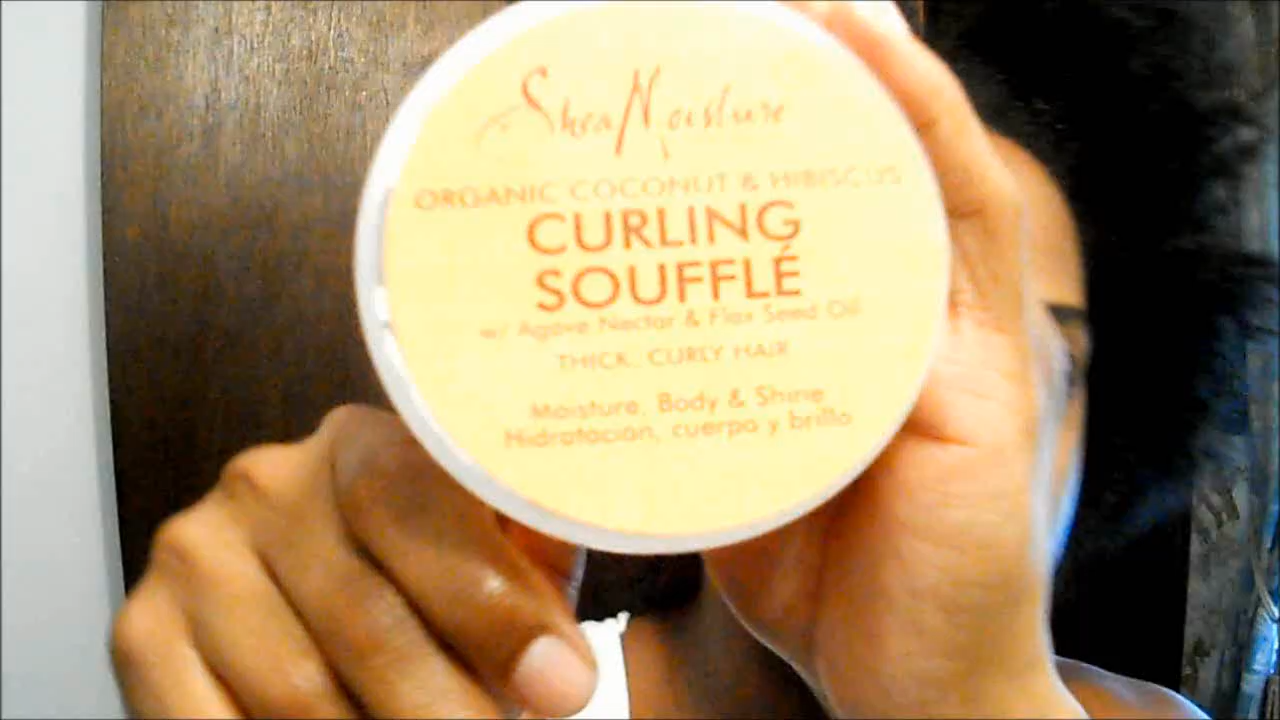 SheaMoisture
ORGANIC COCONUT & HIBISCUS
CURLING
SOUFFLÉ
w/ Agave Nectar & Flax Seed Oil
THICK, CURLY HAIR
Moisture, Body & Shine
Hidratación, cuerpo y brillo